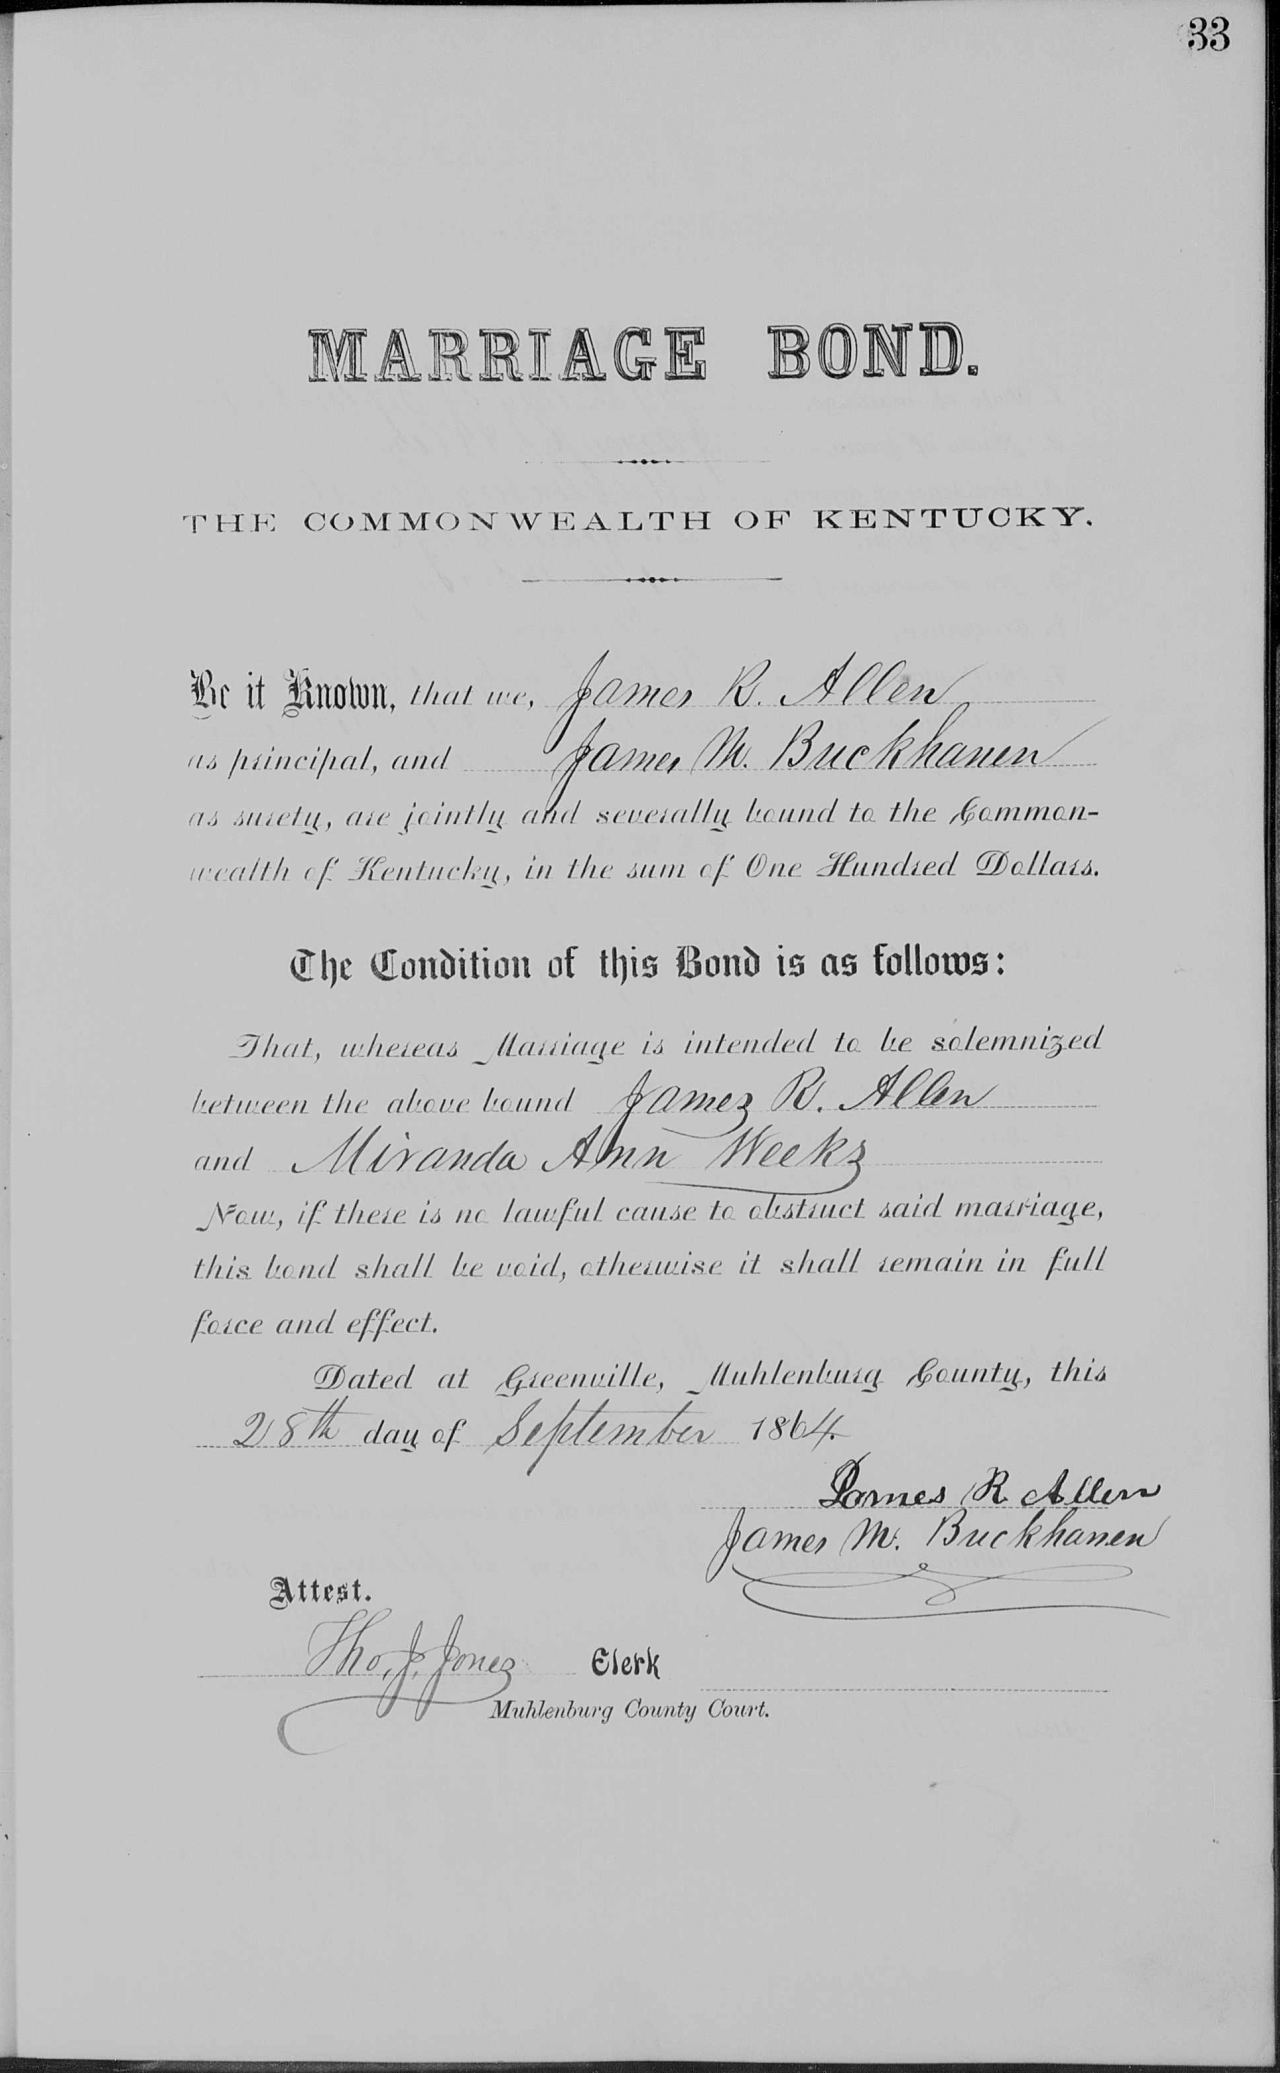 33
MARRIAGE BOND.
THE COMMONWEALTH OF KENTUCKY.
Be it Known, that we, James R. Allen
as principal, and James M. Buckhanen
as surety, are jointly and severally bound to the Common-
wealth of Kentucky, in the sum of One Hundred Dollars.
The Condition of this Bond is as follows:
That, whereas Marriage is intended to be solemnized
between the above bound James R. Allen
and Miranda Ann Weeks
Now, if there is no lawful cause to obstruct said marriage,
this bond shall be void, otherwise it shall remain in full
force and effect.
Dated at Greenville, Muhlenburg County, this
28th day of September 1864.
James R Allen
James M. Buckhanen
Attest.
Tho. J. Jones Clerk
Muhlenburg County Court.